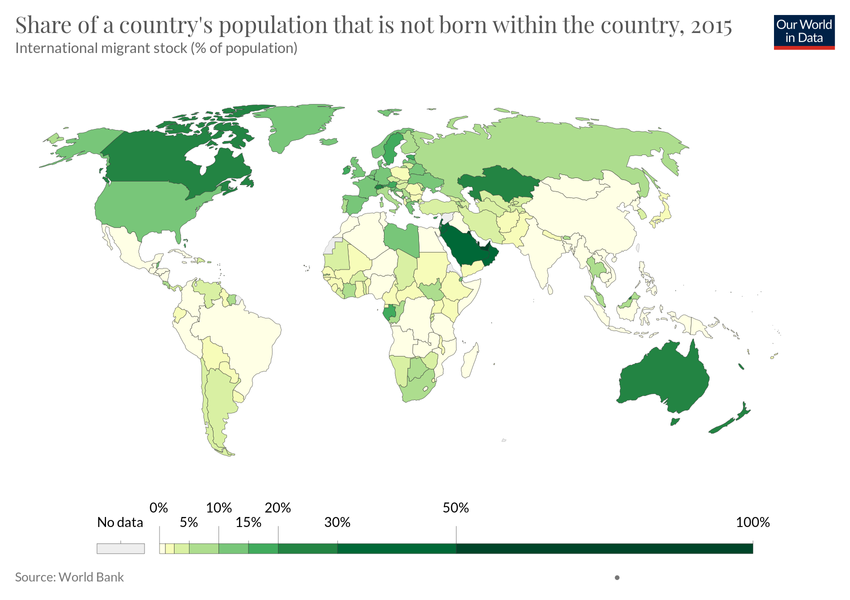 Share of a country's population that is not born within the country, 2015
International migrant stock (% of population)
Our World
in Data
0% 10% 20% 50%
No data 5% 15% 30% 100%
Source: World Bank